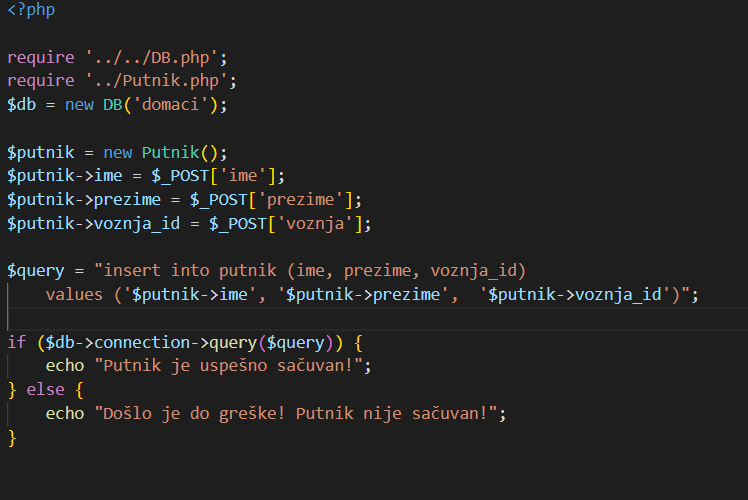 <?php
require '../../DB.php';
require '../Putnik.php';
$db = new DB('domaci');
$putnik = new Putnik();
$putnik->ime = $_POST['ime'];
$putnik->prezime = $_POST['prezime'];
$putnik->voznja_id = $_POST['voznja'];
$query = "insert into putnik (ime, prezime, voznja_id)
values ('$putnik->ime', '$putnik->prezime',  '$putnik->voznja_id')";
if ($db->connection->query($query)) {
echo "Putnik je uspešno sačuvan!";
} else {
echo "Došlo je do greške! Putnik nije sačuvan!";
}